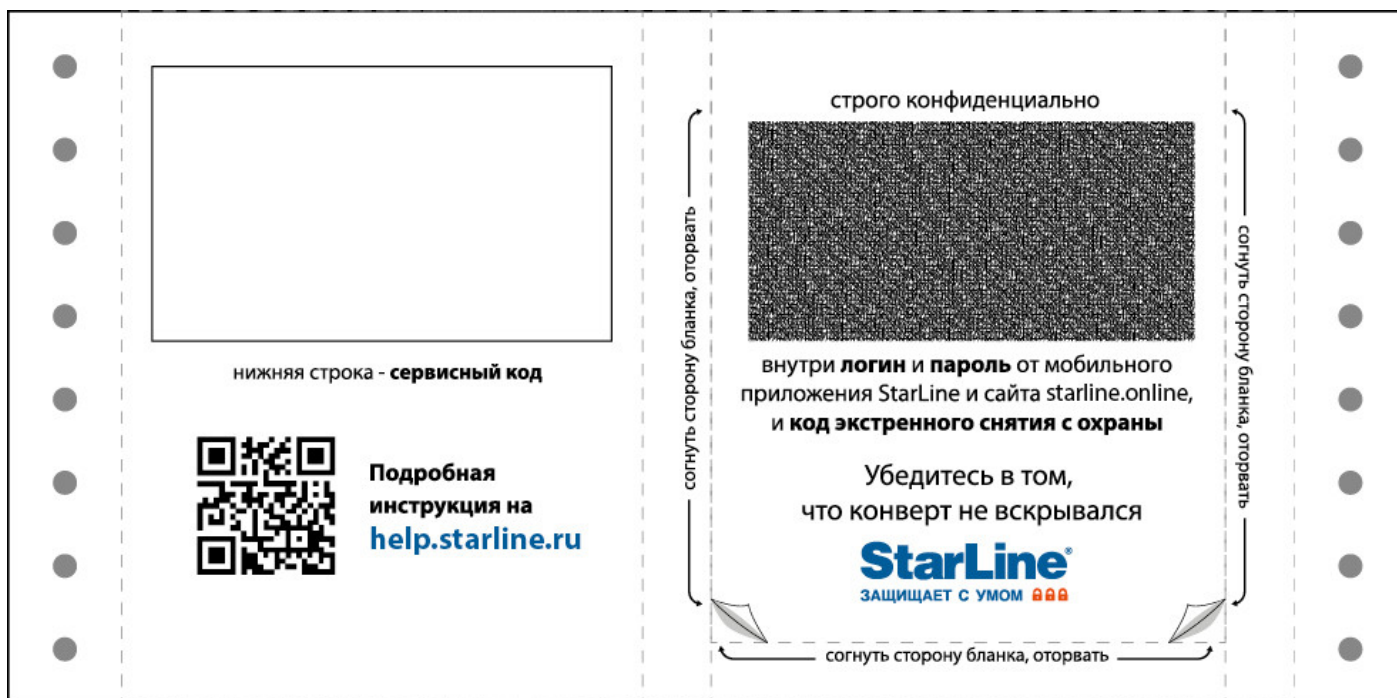 нижняя строка - сервисный код
Подробная
инструкция на
help.starline.ru
строго конфиденциально
согнуть сторону бланка, оторвать
внутри логин и пароль от мобильного
приложения StarLine и сайта starline.online,
и код экстренного снятия с охраны
Убедитесь в том,
что конверт не вскрывался
StarLine®
ЗАЩИЩАЕТ С УМОМ
согнуть сторону бланка, оторвать
согнуть сторону бланка, оторвать